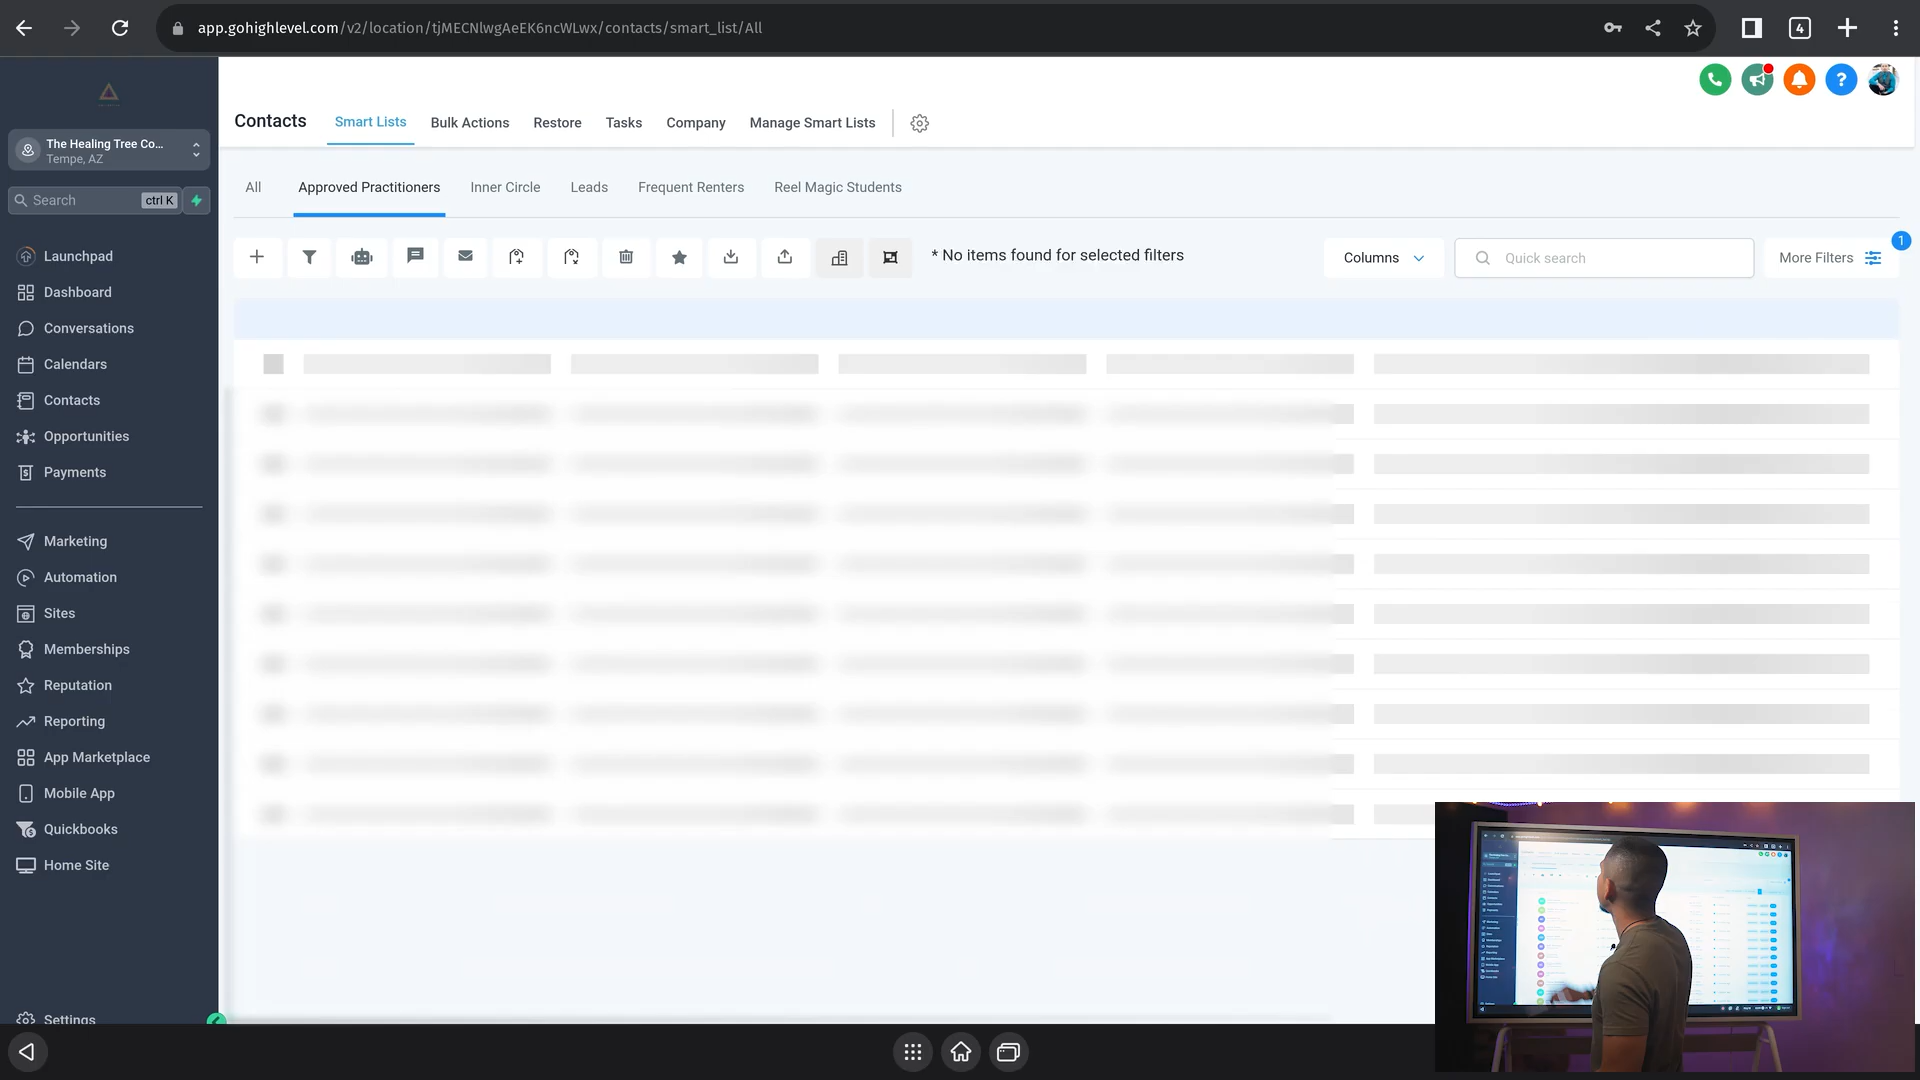 app.gohighlevel.com/v2/location/tjMECNlwgAeEK6ncWLwx/contacts/smart_list/All
4
The Healing Tree Co...
Tempe, AZ
Search
ctrl K
Launchpad
Dashboard
Conversations
Calendars
Contacts
Opportunities
Payments
Marketing
Automation
Sites
Memberships
Reputation
Reporting
App Marketplace
Mobile App
Quickbooks
Home Site
Settings
Contacts
Smart Lists
Bulk Actions
Restore
Tasks
Company
Manage Smart Lists
?
All
Approved Practitioners
Inner Circle
Leads
Frequent Renters
Reel Magic Students
* No items found for selected filters
Columns
Quick search
More Filters
1